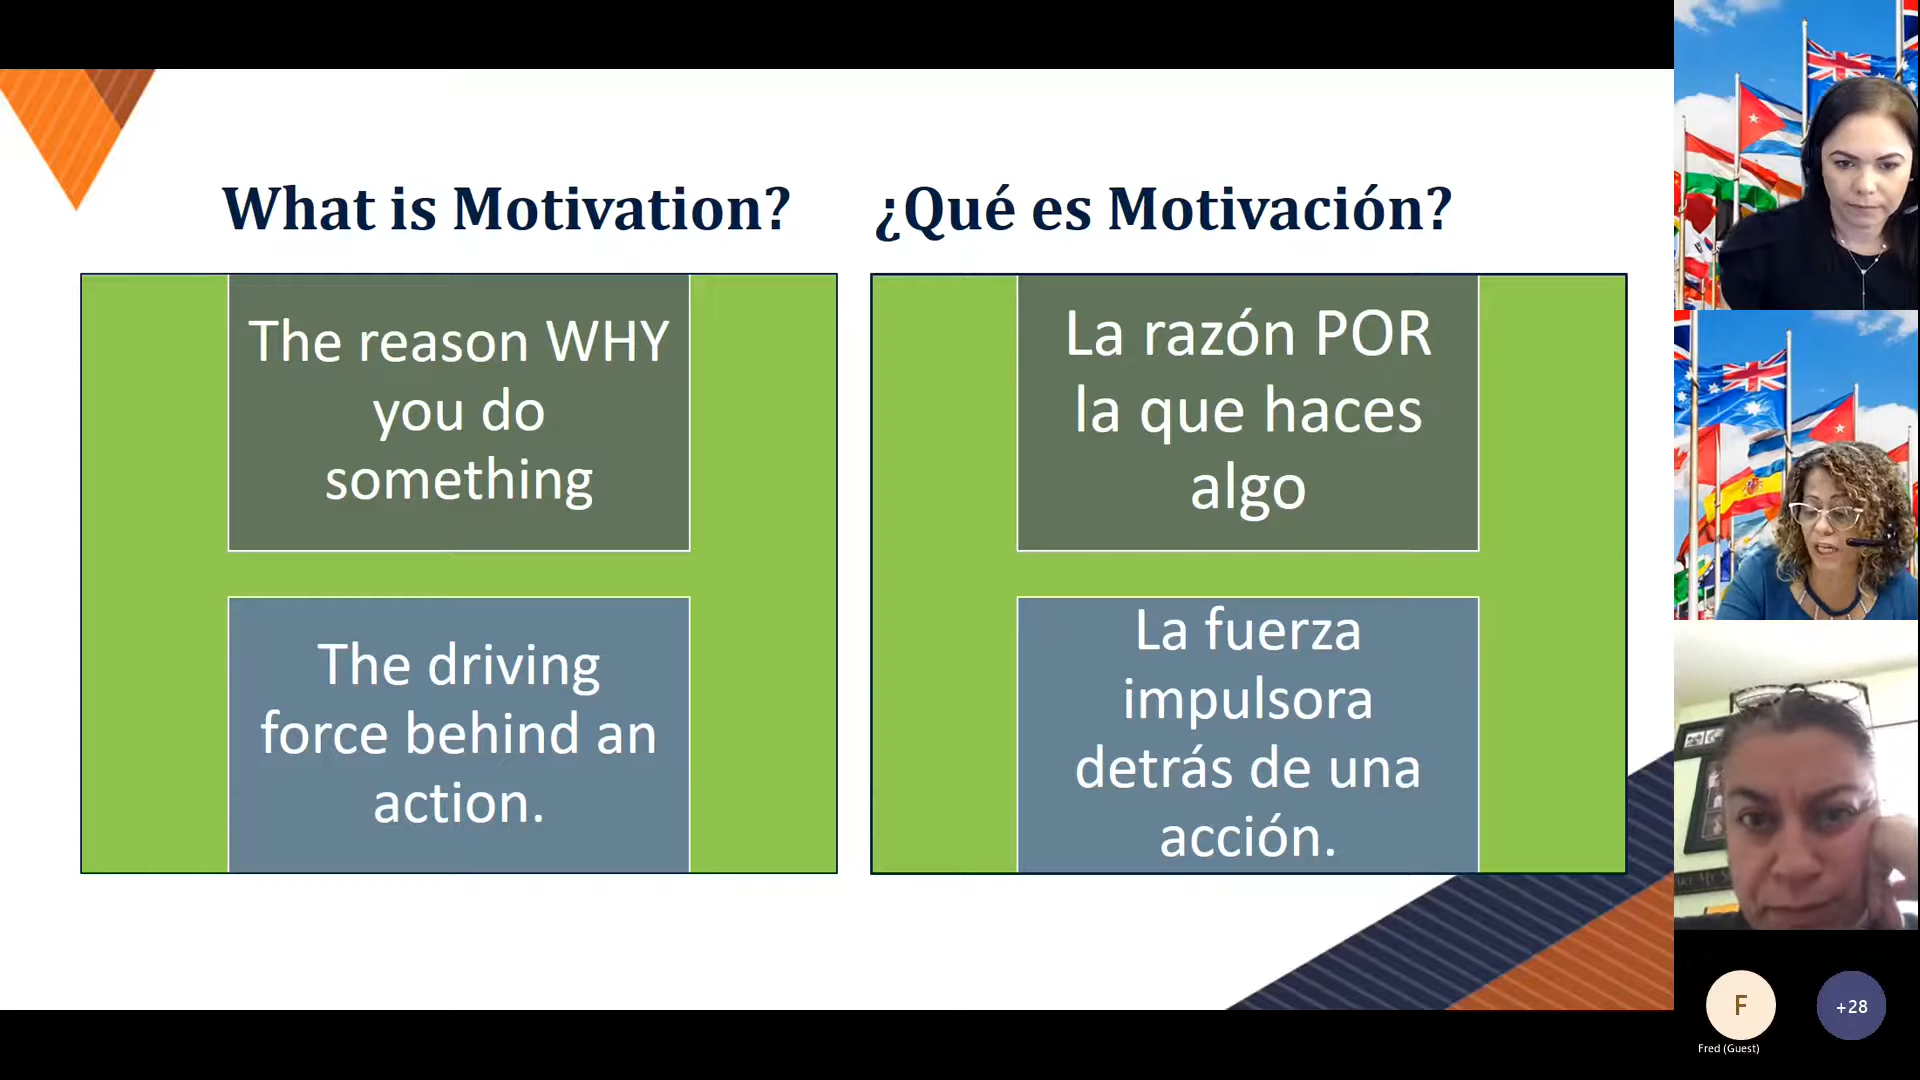 What is Motivation?
¿Qué es Motivación?
The reason WHY
you do
something
The driving
force behind an
action.
La razón POR
la que haces
algo
La fuerza
impulsora
detrás de una
acción.
F
Fred (Guest)
+28